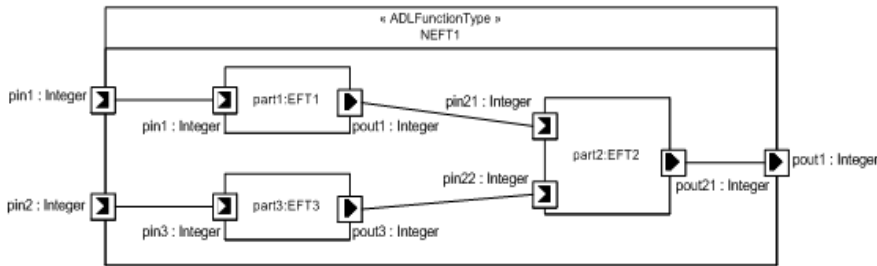 « ADLFunctionType »
NEFT1
pin1 : Integer
part1:EFT1
pin21 : Integer
pin1 : Integer
pout1 : Integer
part2:EFT2
pout1 : Integer
pin22 : Integer
pout21 : Integer
pin2 : Integer
part3:EFT3
pin3 : Integer
pout3 : Integer